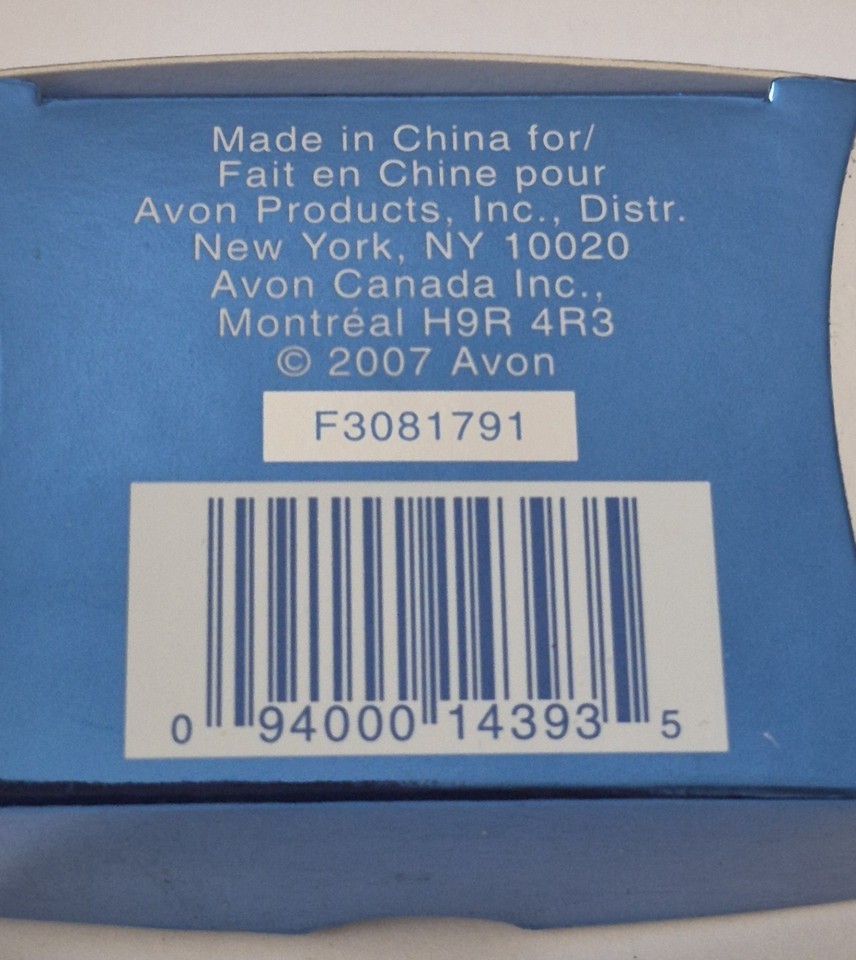 Made in China for/
Fait en Chine pour
Avon Products, Inc., Distr.
New York, NY 10020
Avon Canada Inc.,
Montréal H9R 4R3
© 2007 Avon
F3081791
0 94000 14393 5